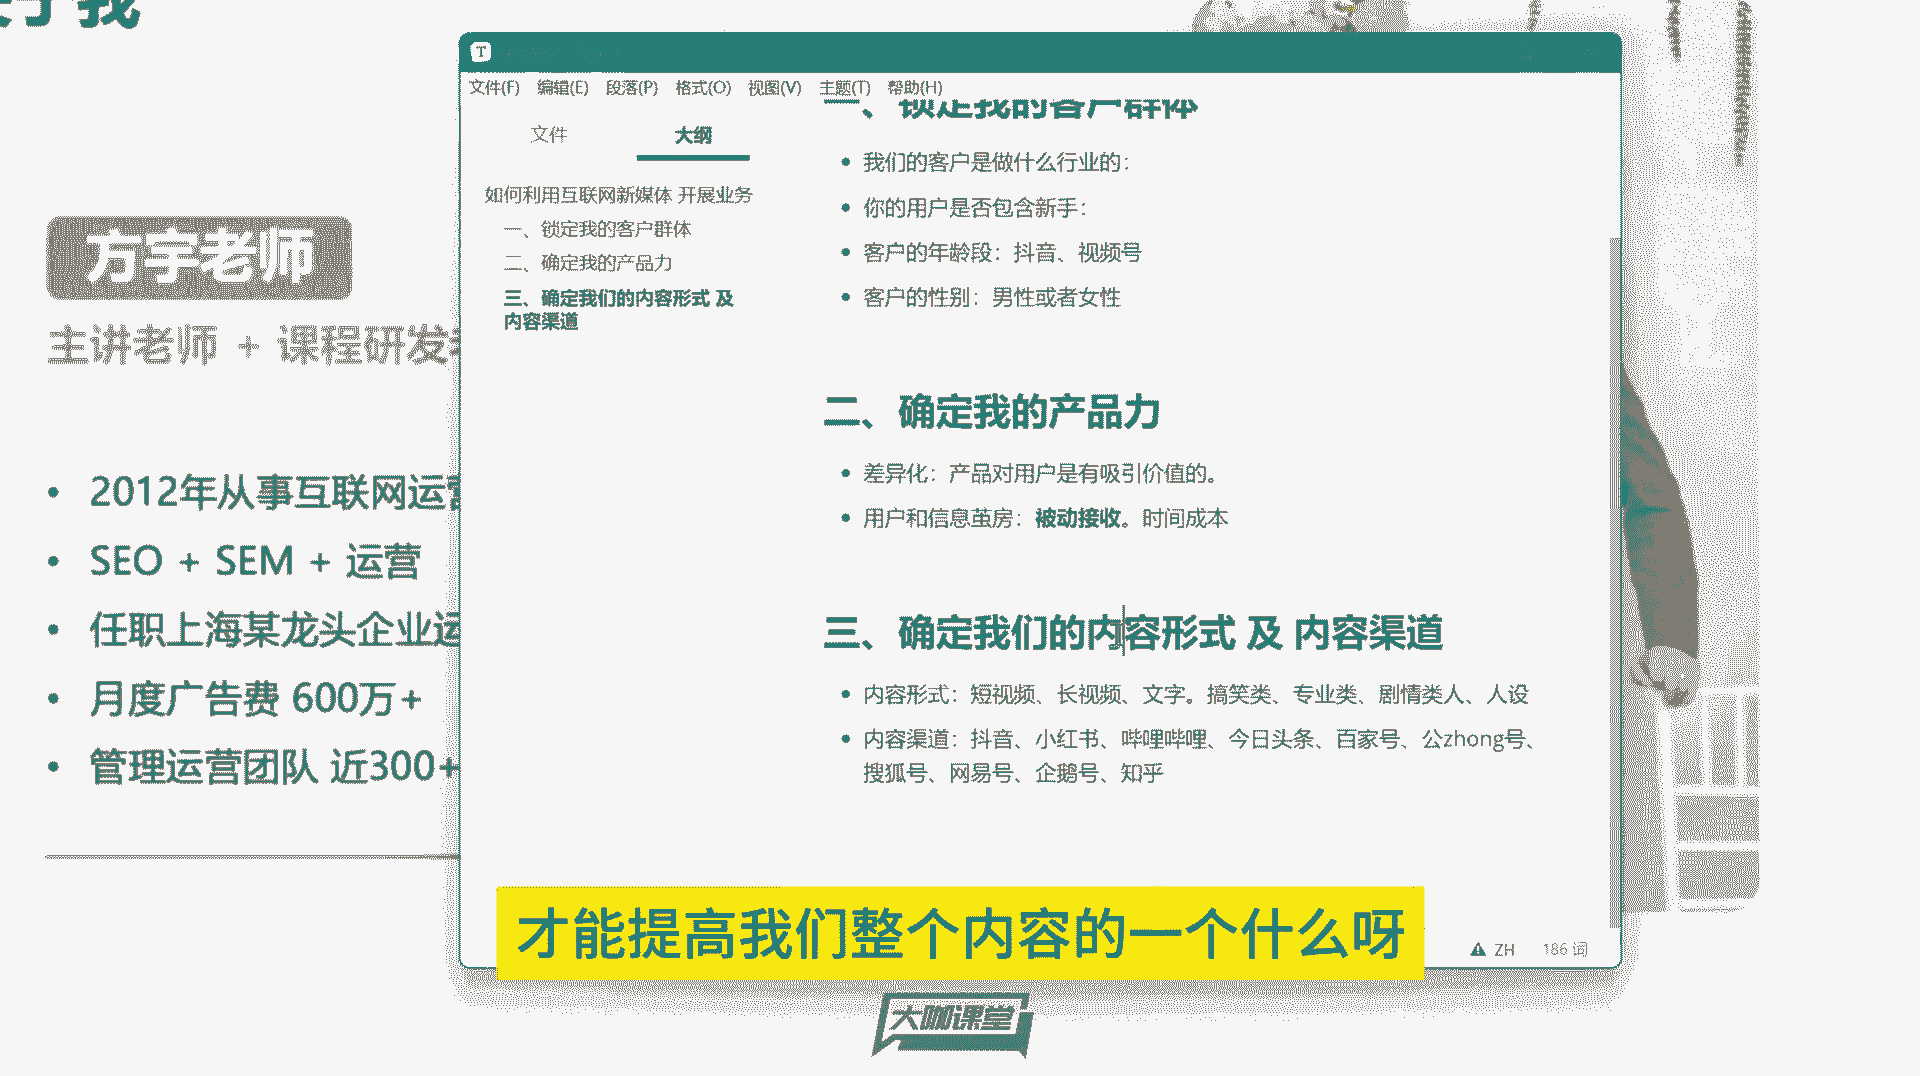 方宇老师
主讲老师 + 课程研发
2012年从事互联网运营
SEO + SEM + 运营
任职上海某龙头企业运
月度广告费 600万+
管理运营团队 近300+
T
文件(F) 编辑(E) 段落(P) 格式(O) 视图(V) 主题(T) 帮助(H)
文件 大纲
如何利用互联网新媒体 开展业务
一、锁定我的客户群体
二、确定我的产品力
三、确定我们的内容形式 及
内容渠道
一、锁定我的客户群体
我们的客户是做什么行业的：
你的用户是否包含新手：
客户的年龄段：抖音、视频号
客户的性别：男性或者女性
二、确定我的产品力
差异化：产品对用户是有吸引价值的。
用户和信息茧房：被动接收。时间成本
三、确定我们的内容形式 及 内容渠道
内容形式：短视频、长视频、文字。搞笑类、专业类、剧情类人、人设
内容渠道：抖音、小红书、哔哩哔哩、今日头条、百家号、公zhong号、
搜狐号、网易号、企鹅号、知乎
ZH 186 词
才能提高我们整个内容的一个什么呀
大咖课堂